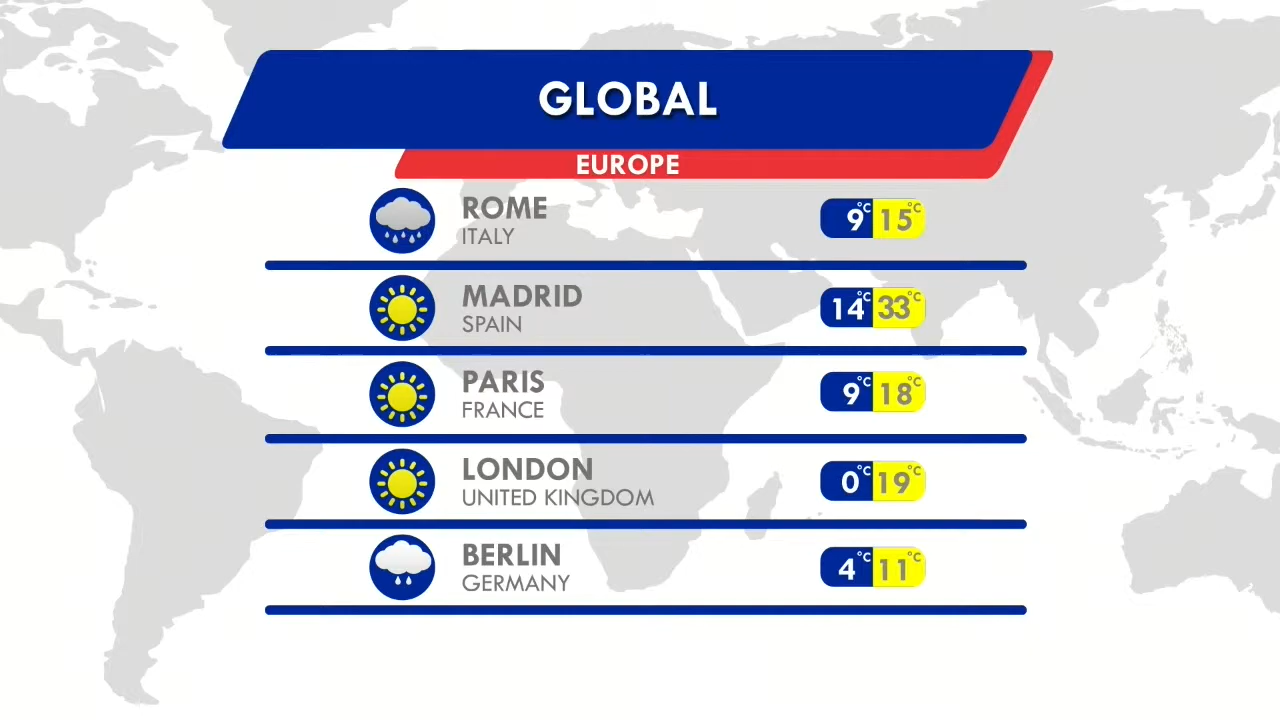 GLOBAL
EUROPE
ROME
ITALY
9°C 15°C
MADRID
SPAIN
14°C 33°C
PARIS
FRANCE
9°C 18°C
LONDON
UNITED KINGDOM
0°C 19°C
BERLIN
GERMANY
4°C 11°C